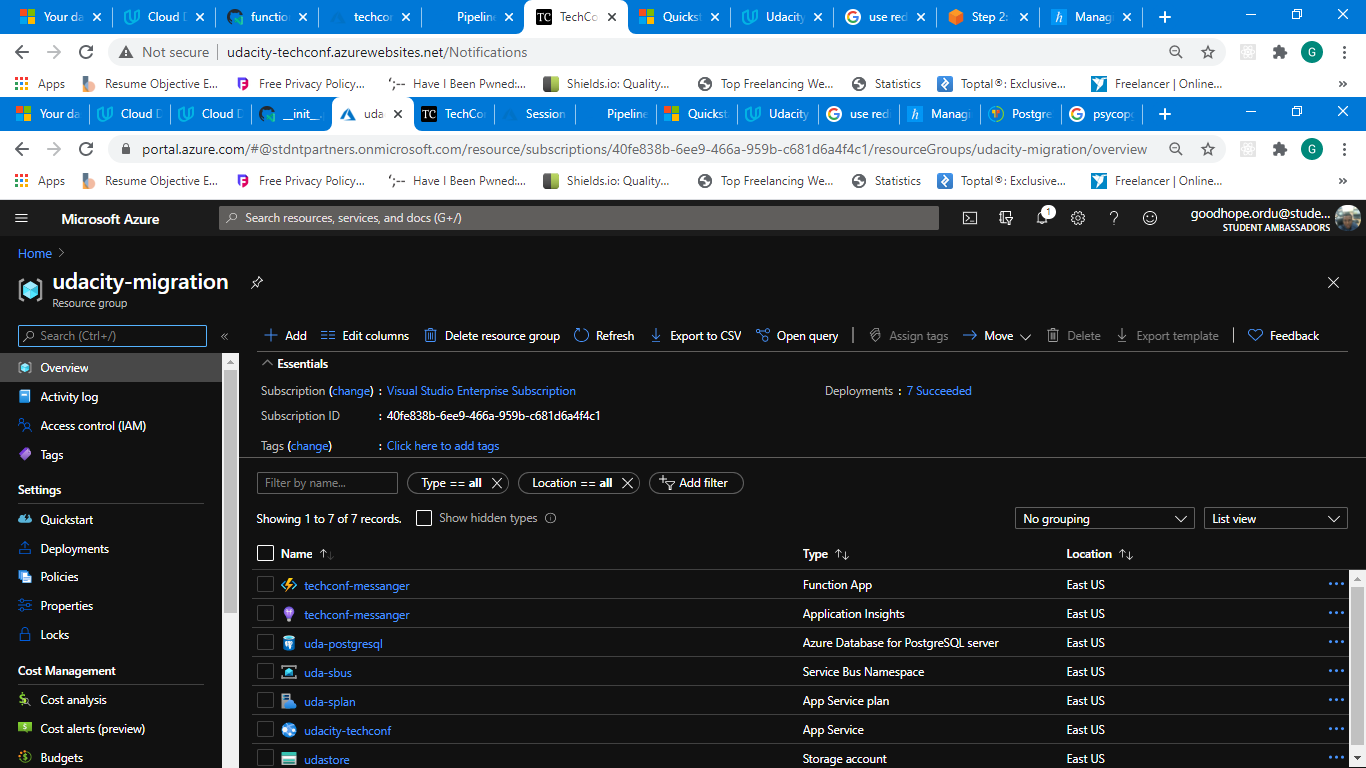 Your da Cloud D functio techcon Pipeline TechCo Quickst Udacity use red Step 2: Manag
Not secure udacity-techconf.azurewebsites.net/Notifications G
Apps Resume Objective E... Free Privacy Policy... Have I Been Pwned:... Shields.io: Quality... Top Freelancing We... Statistics Toptal®: Exclusive... Freelancer | Online... »
Your da Cloud D Cloud D __init__. uda TechCo Session Pipeline Quickst Udacity use red Manag Postgre psycop
portal.azure.com/#@stdntpartners.onmicrosoft.com/resource/subscriptions/40fe838b-6ee9-466a-959b-c681d6a4f4c1/resourceGroups/udacity-migration/overview G
Apps Resume Objective E... Free Privacy Policy... Have I Been Pwned:... Shields.io: Quality... Top Freelancing We... Statistics Toptal®: Exclusive... Freelancer | Online... »
Microsoft Azure Search resources, services, and docs (G+/) 1 goodhope.ordu@stude...
STUDENT AMBASSADORS
Home >
udacity-migration
Resource group
Search (Ctrl+/) «
Add Edit columns Delete resource group Refresh Export to CSV Open query Assign tags Move Delete Export template Feedback
Overview
Activity log
Access control (IAM)
Tags
Settings
Quickstart
Deployments
Policies
Properties
Locks
Cost Management
Cost analysis
Cost alerts (preview)
Budgets
Essentials
Subscription (change) : Visual Studio Enterprise Subscription Deployments : 7 Succeeded
Subscription ID : 40fe838b-6ee9-466a-959b-c681d6a4f4c1
Tags (change) : Click here to add tags
Filter by name... Type == all Location == all Add filter
Showing 1 to 7 of 7 records. Show hidden types No grouping List view
Name Type Location
techconf-messanger Function App East US
techconf-messanger Application Insights East US
uda-postgresql Azure Database for PostgreSQL server East US
uda-sbus Service Bus Namespace East US
uda-splan App Service plan East US
udacity-techconf App Service East US
udastore Storage account East US